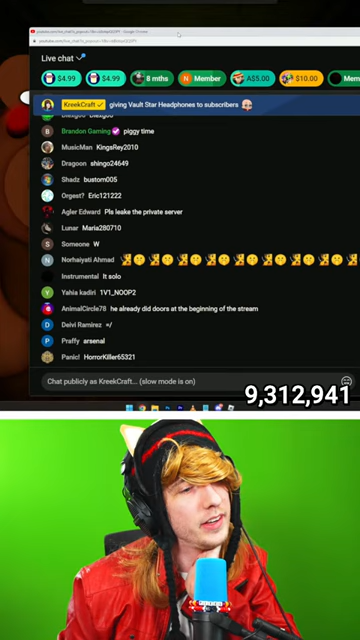 Live chat
$4.99
$4.99
8 mths
N Member
A$5.00
$10.00
KreekCraft giving Vault Star Headphones to subscribers
B Brandon Gaming piggy time
MusicMan KingsRey2010
Dragoon shingo24649
Shadz bustom005
Orgest? Eric121222
Agler Edward Pls leake the private server
Lunar Maria280710
S Someone W
N Norhaiyati Ahmad
Instrumental It solo
Y Yahia kadiri 1V1_NOOP2
AnimalCircle78 he already did doors at the beginning of the stream
Deivi Ramirez =/
Praffy arsenal
Panic! HorrorKiller65321
Chat publicly as KreekCraft... (slow mode is on)
9,312,941